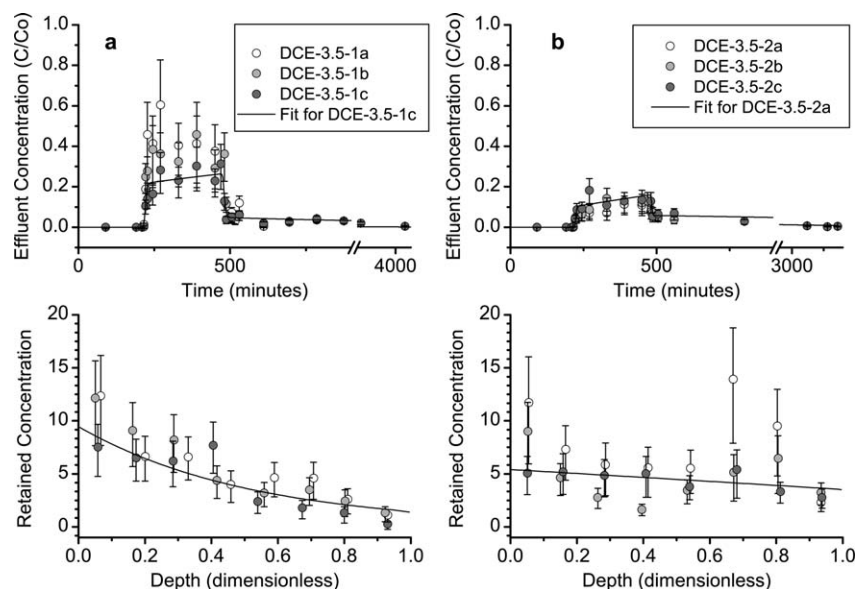 a
DCE-3.5-1a
DCE-3.5-1b
DCE-3.5-1c
Fit for DCE-3.5-1c
Effluent Concentration (C/Co)
1.0
0.8
0.6
0.4
0.2
0.0
0
500
4000
Time (minutes)
b
DCE-3.5-2a
DCE-3.5-2b
DCE-3.5-2c
Fit for DCE-3.5-2a
Effluent Concentration (C/Co)
1.0
0.8
0.6
0.4
0.2
0.0
0
500
3000
Time (minutes)
Retained Concentration
20
15
10
5
0
0.0 0.2 0.4 0.6 0.8 1.0
Depth (dimensionless)
Retained Concentration
20
15
10
5
0
0.0 0.2 0.4 0.6 0.8 1.0
Depth (dimensionless)